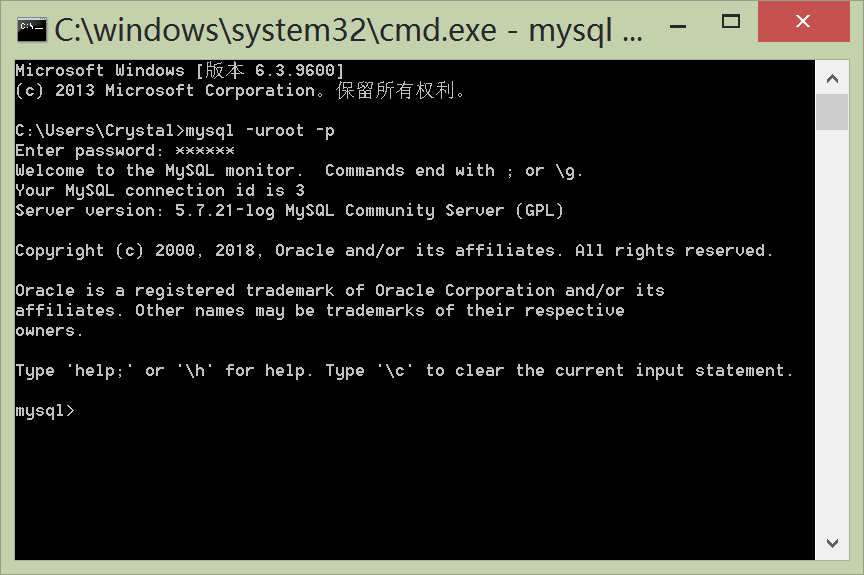 C:\windows\system32\cmd.exe - mysql ...
Microsoft Windows [版本 6.3.9600]
(c) 2013 Microsoft Corporation。保留所有权利。
C:\Users\Crystal>mysql -uroot -p
Enter password: ******
Welcome to the MySQL monitor.  Commands end with ; or \g.
Your MySQL connection id is 3
Server version: 5.7.21-log MySQL Community Server (GPL)
Copyright (c) 2000, 2018, Oracle and/or its affiliates. All rights reserved.
Oracle is a registered trademark of Oracle Corporation and/or its
affiliates. Other names may be trademarks of their respective
owners.
Type 'help;' or '\h' for help. Type '\c' to clear the current input statement.
mysql>